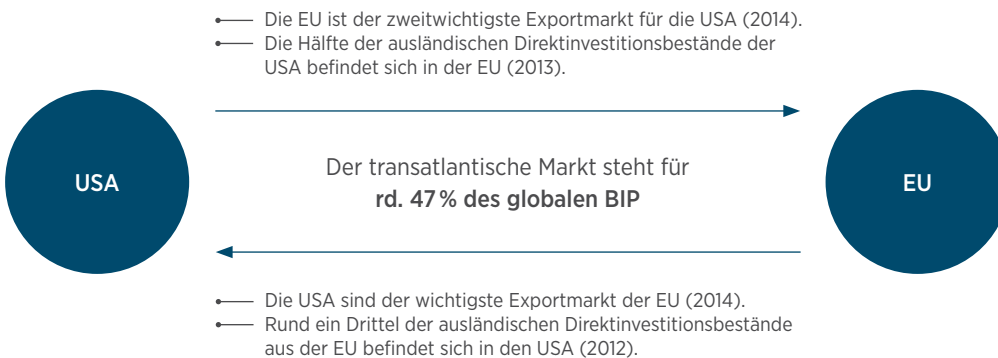 Die EU ist der zweitwichtigste Exportmarkt für die USA (2014).
Die Hälfte der ausländischen Direktinvestitionsbestände der
USA befindet sich in der EU (2013).
USA
Der transatlantische Markt steht für
rd. 47 % des globalen BIP
EU
Die USA sind der wichtigste Exportmarkt der EU (2014).
Rund ein Drittel der ausländischen Direktinvestitionsbestände
aus der EU befindet sich in den USA (2012).